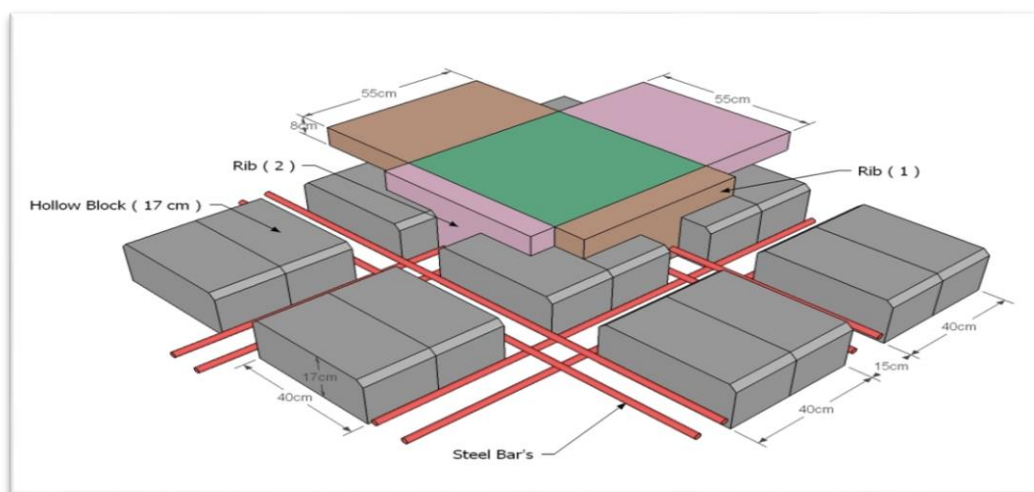 55cm
55cm
8cm
Rib ( 2 )
Rib ( 1 )
Hollow Block ( 17 cm )
17cm
40cm
40cm
15cm
40cm
Steel Bar's